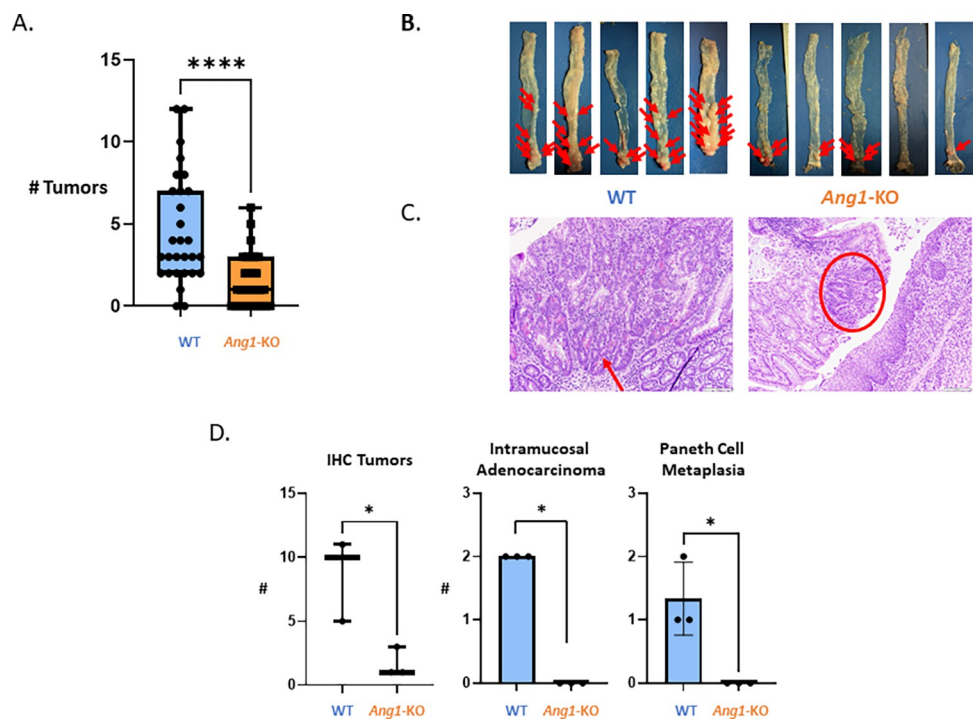 A.
****
15
10
# Tumors
5
0
WT
Ang1-KO
B.
WT
Ang1-KO
C.
D.
IHC Tumors
15
*
10
#
5
0
WT
Ang1-KO
Intramucosal
Adenocarcinoma
3
*
2
#
1
0
WT
Ang1-KO
Paneth Cell
Metaplasia
3
*
2
1
0
WT
Ang1-KO